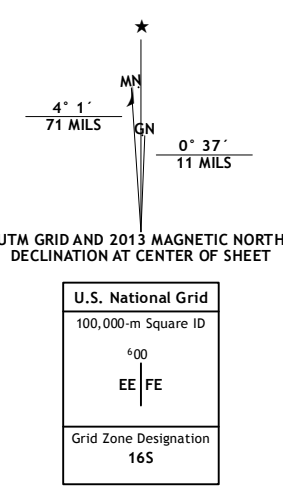 ★
MN
GN
4° 1´
71 MILS
0° 37´
11 MILS
UTM GRID AND 2013 MAGNETIC NORTH
DECLINATION AT CENTER OF SHEET
U.S. National Grid
100,000-m Square ID
⁶00
EE FE
Grid Zone Designation
16S